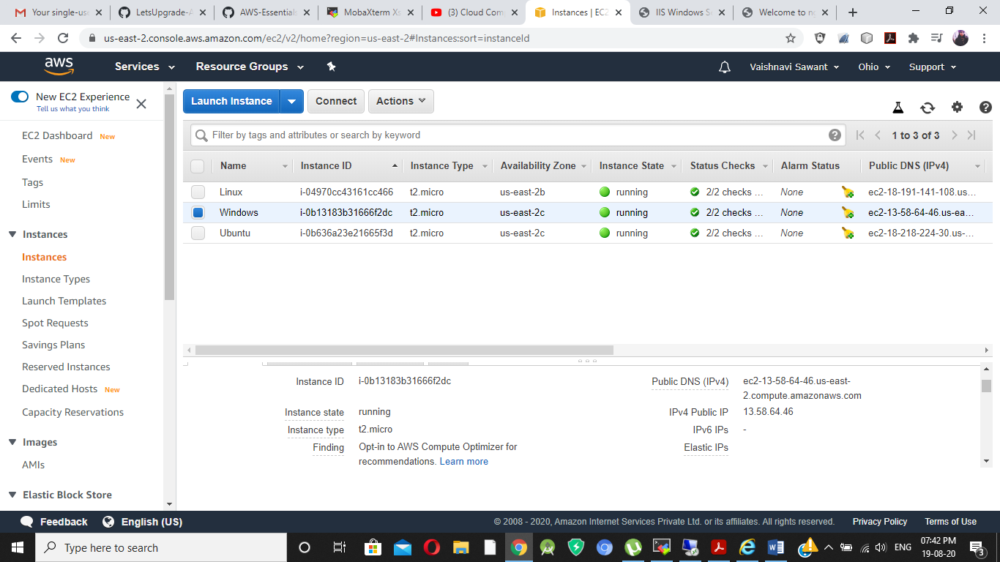 Your single-use
LetsUpgrade-A
AWS-Essential
MobaXterm Xs
(3) Cloud Comp
Instances | EC2
IIS Windows Se
Welcome to ng
us-east-2.console.aws.amazon.com/ec2/v2/home?region=us-east-2#Instances:sort=instanceId
aws
Services
Resource Groups
Vaishnavi Sawant
Ohio
Support
New EC2 Experience
Tell us what you think
EC2 Dashboard New
Events New
Tags
Limits
Instances
Instances
Instance Types
Launch Templates
Spot Requests
Savings Plans
Reserved Instances
Dedicated Hosts New
Capacity Reservations
Images
AMIs
Elastic Block Store
Launch Instance
Connect
Actions
Filter by tags and attributes or search by keyword
1 to 3 of 3
Name Instance ID Instance Type Availability Zone Instance State Status Checks Alarm Status Public DNS (IPv4)
Linux i-04970cc43161cc466 t2.micro us-east-2b running 2/2 checks ... None ec2-18-191-141-108.us...
Windows i-0b13183b31666f2dc t2.micro us-east-2c running 2/2 checks ... None ec2-13-58-64-46.us-ea...
Ubuntu i-0b636a23e21665f3d t2.micro us-east-2c running 2/2 checks ... None ec2-18-218-224-30.us-...
Instance ID i-0b13183b31666f2dc
Instance state running
Instance type t2.micro
Finding Opt-in to AWS Compute Optimizer for
recommendations. Learn more
Public DNS (IPv4) ec2-13-58-64-46.us-east-
2.compute.amazonaws.com
IPv4 Public IP 13.58.64.46
IPv6 IPs -
Elastic IPs
Feedback
English (US)
© 2008 - 2020, Amazon Internet Services Private Ltd. or its affiliates. All rights reserved.
Privacy Policy
Terms of Use
Type here to search
ENG
07:42 PM
19-08-20
3